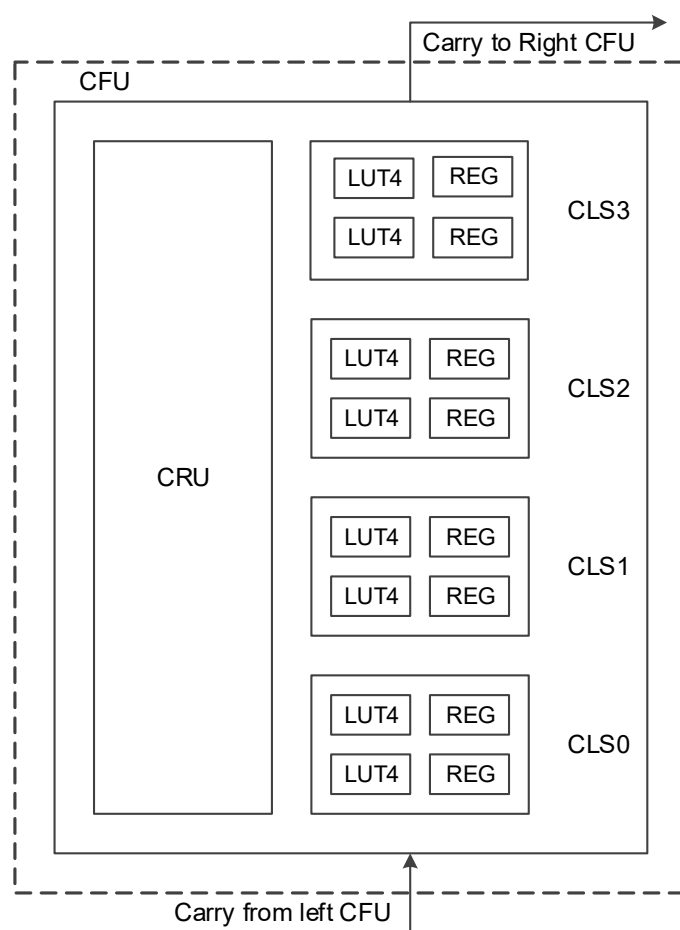 Carry to Right CFU
CFU
LUT4 REG
LUT4 REG
CLS3
LUT4 REG
LUT4 REG
CLS2
CRU
LUT4 REG
LUT4 REG
CLS1
LUT4 REG
LUT4 REG
CLS0
Carry from left CFU